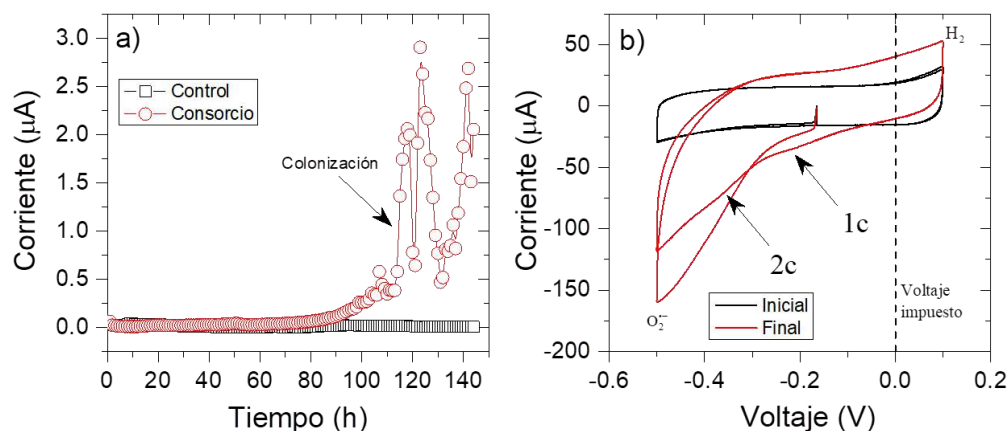 a)
Control
Consorcio
Colonización
Corriente (μA)
3.0
2.5
2.0
1.5
1.0
0.5
0.0
0 20 40 60 80 100 120 140
Tiempo (h)
b)
H₂
1c
2c
Voltaje
impuesto
O₂⁻
Inicial
Final
Corriente (μA)
50
0
-50
-100
-150
-200
-0.6 -0.4 -0.2 0.0 0.2
Voltaje (V)